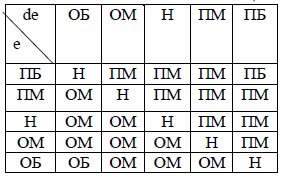 de ОБ ОМ Н ПМ ПБ
e
ПБ Н ПМ ПМ ПМ ПБ
ПМ ОМ Н ПМ ПМ ПМ
Н ОМ ОМ Н ПМ ПМ
ОМ ОМ ОМ ОМ Н ПМ
ОБ ОБ ОМ ОМ ОМ Н